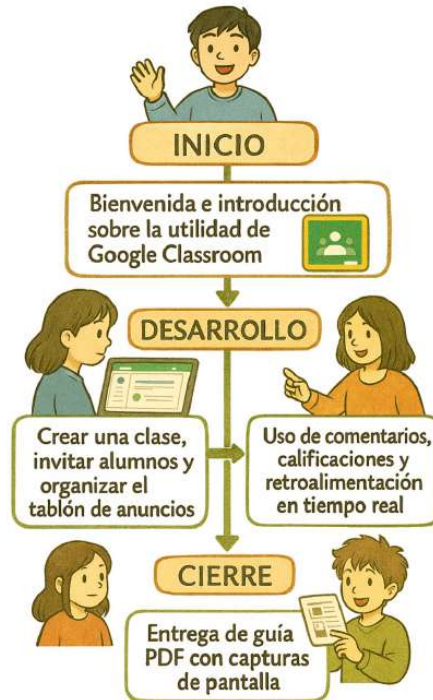 INICIO
Bienvenida e introducción
sobre la utilidad de
Google Classroom
DESARROLLO
Crear una clase,
invitar alumnos y
organizar el
tablón de anuncios
Uso de comentarios,
calificaciones y
retroalimentación
en tiempo real
CIERRE
Entrega de guía
PDF con capturas
de pantalla